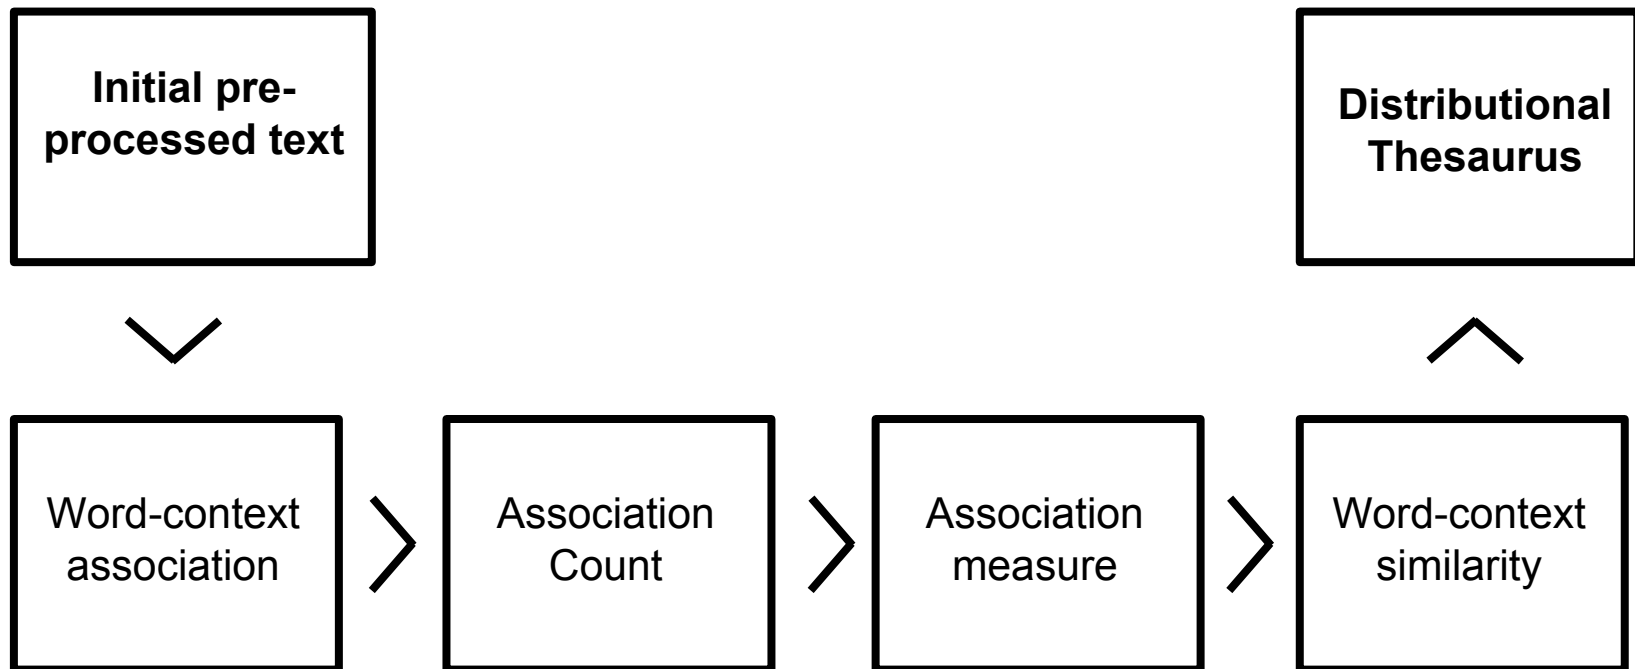 Initial pre-
processed text
Distributional
Thesaurus
Word-context
association
Association
Count
Association
measure
Word-context
similarity